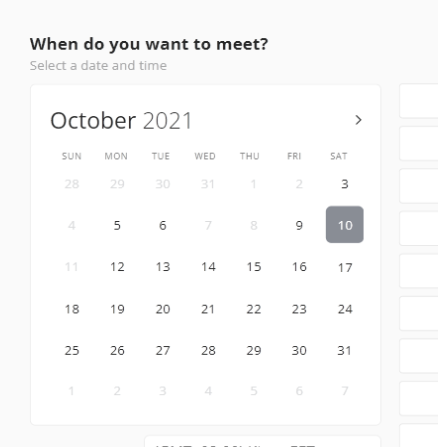 When do you want to meet?
Select a date and time
October 2021
SUN MON TUE WED THU FRI SAT
28 29 30 31 1 2 3
4 5 6 7 8 9 10
11 12 13 14 15 16 17
18 19 20 21 22 23 24
25 26 27 28 29 30 31
1 2 3 4 5 6 7